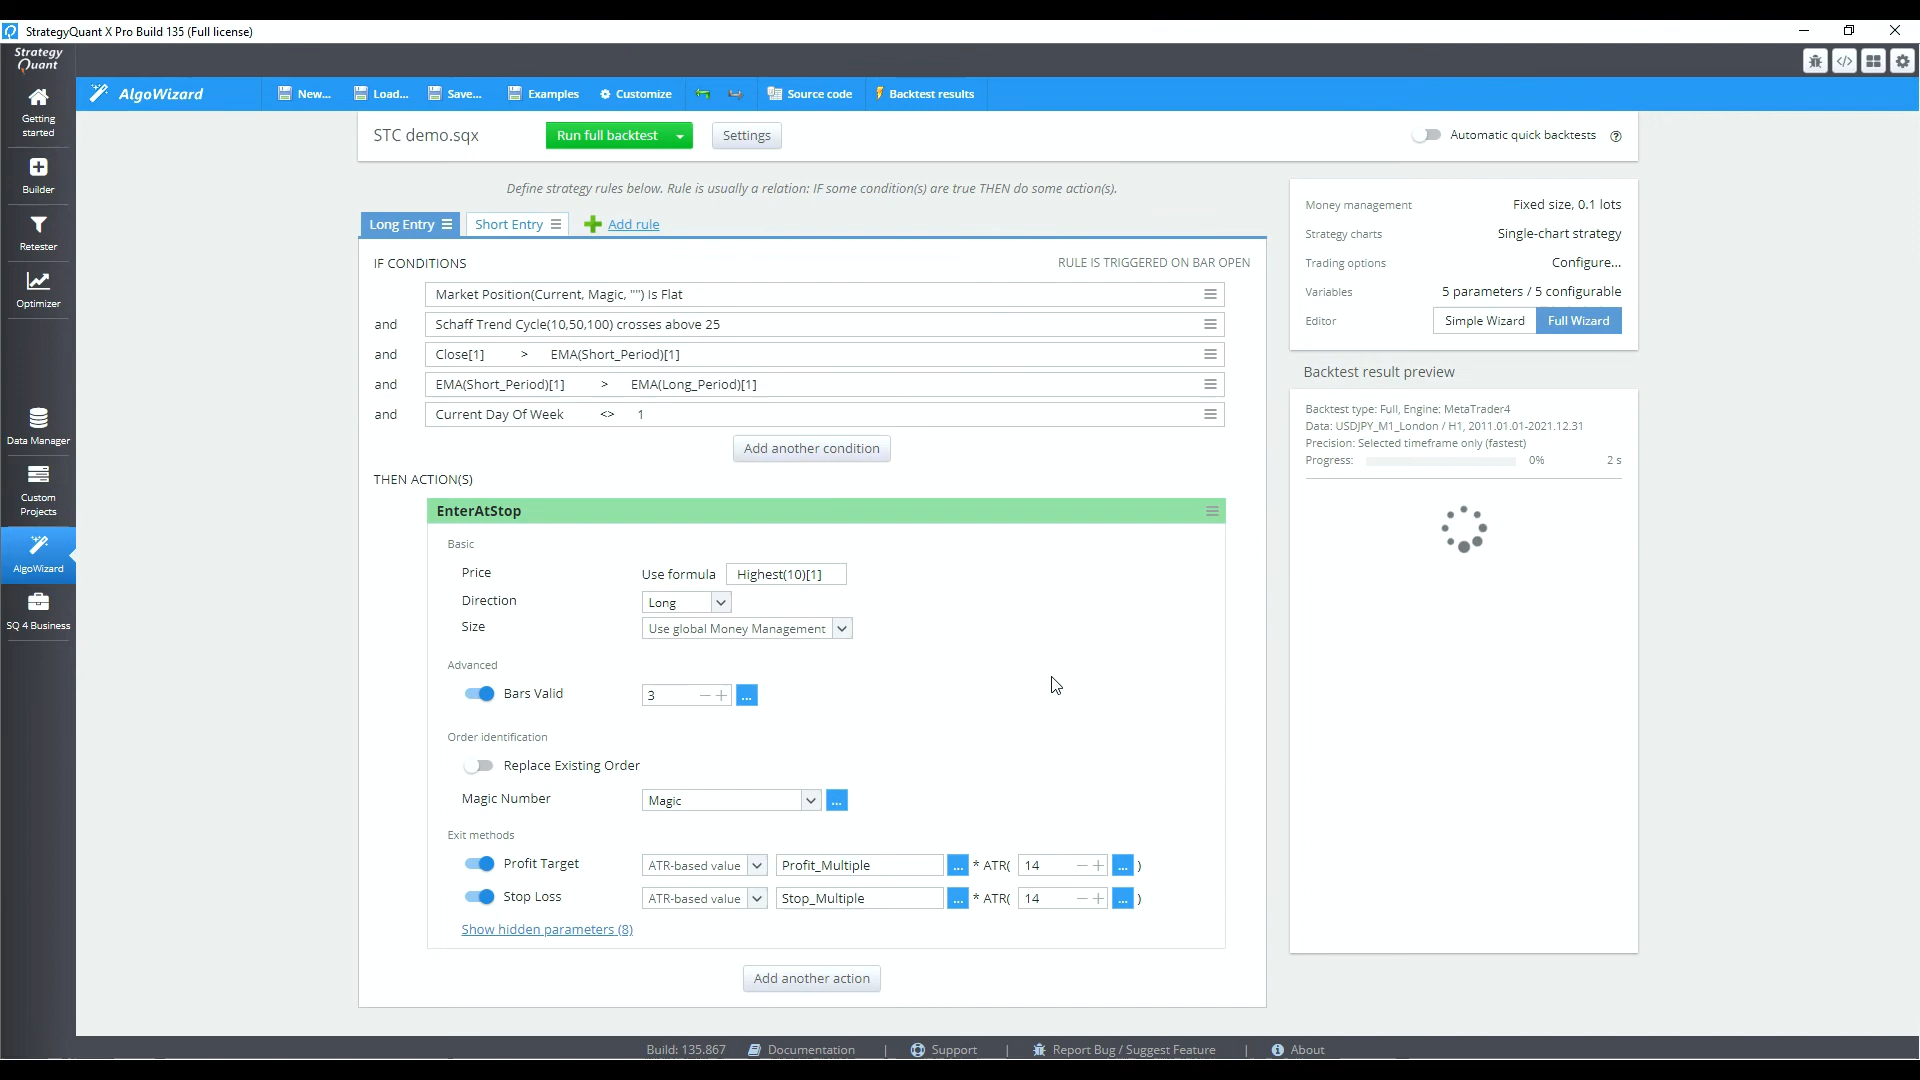 StrategyQuant X Pro Build 135 (Full license)
Strategy
Quant
AlgoWizard
New...
Load...
Save...
Examples
Customize
Source code
Backtest results
Getting
started
Builder
Retester
Optimizer
Data Manager
Custom
Projects
AlgoWizard
SQ 4 Business
STC demo.sqx
Run full backtest
Settings
Automatic quick backtests
Define strategy rules below. Rule is usually a relation: IF some condition(s) are true THEN do some action(s).
Long Entry
Short Entry
Add rule
IF CONDITIONS
RULE IS TRIGGERED ON BAR OPEN
Market Position(Current, Magic, "") Is Flat
and Schaff Trend Cycle(10,50,100) crosses above 25
and Close[1] > EMA(Short_Period)[1]
and EMA(Short_Period)[1] > EMA(Long_Period)[1]
and Current Day Of Week <> 1
Add another condition
THEN ACTION(S)
EnterAtStop
Basic
Price Use formula Highest(10)[1]
Direction Long
Size Use global Money Management
Advanced
Bars Valid 3 − + ...
Order identification
Replace Existing Order
Magic Number Magic ...
Exit methods
Profit Target ATR-based value Profit_Multiple ... * ATR( 14 − + ... )
Stop Loss ATR-based value Stop_Multiple ... * ATR( 14 − + ... )
Show hidden parameters (8)
Add another action
Money management Fixed size, 0.1 lots
Strategy charts Single-chart strategy
Trading options Configure...
Variables 5 parameters / 5 configurable
Editor Simple Wizard Full Wizard
Backtest result preview
Backtest type: Full, Engine: MetaTrader4
Data: USDJPY_M1_London / H1, 2011.01.01-2021.12.31
Precision: Selected timeframe only (fastest)
Progress: 0% 2 s
Build: 135.867 Documentation | Support | Report Bug / Suggest Feature | About